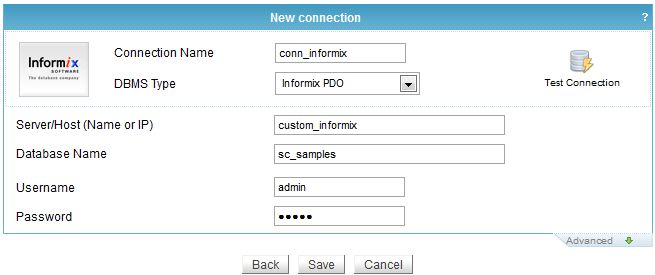 New connection ?
Informix
SOFTWARE
The database company
Connection Name conn_informix
DBMS Type Informix PDO
Test Connection
Server/Host (Name or IP) custom_informix
Database Name sc_samples
Username admin
Password •••••
Advanced
Back Save Cancel